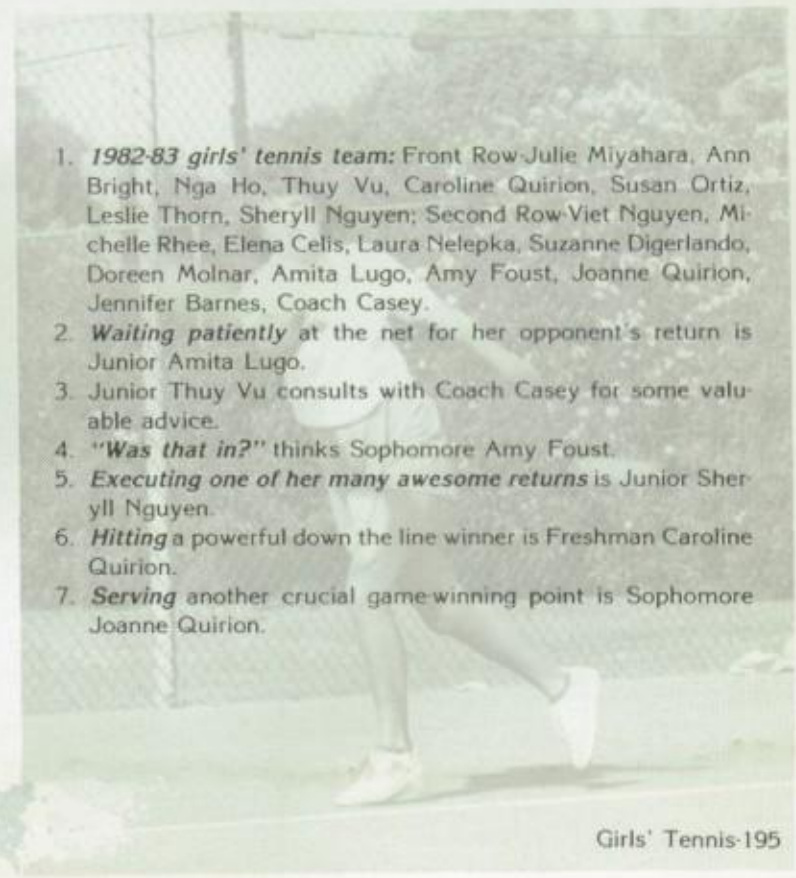 1. 1982-83 girls' tennis team: Front Row-Julie Miyahara, Ann
Bright, Nga Ho, Thuy Vu, Caroline Quirion, Susan Ortiz,
Leslie Thorn, Sheryll Nguyen; Second Row-Viet Nguyen, Mi-
chelle Rhee, Elena Celis, Laura Nelepka, Suzanne Digerlando,
Doreen Molnar, Amita Lugo, Amy Foust, Joanne Quirion,
Jennifer Barnes, Coach Casey.
2. Waiting patiently at the net for her opponent's return is
Junior Amita Lugo.
3. Junior Thuy Vu consults with Coach Casey for some valu-
able advice.
4. "Was that in?" thinks Sophomore Amy Foust.
5. Executing one of her many awesome returns is Junior Sher-
yll Nguyen.
6. Hitting a powerful down the line winner is Freshman Caroline
Quirion.
7. Serving another crucial game-winning point is Sophomore
Joanne Quirion.
Girls' Tennis-195